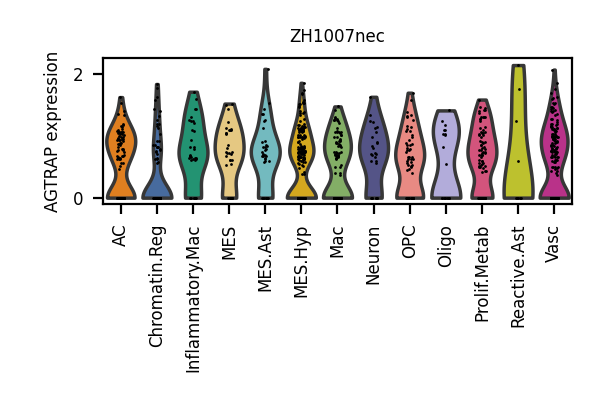 ZH1007nec
AGTRAP expression
2
0
AC
Chromatin.Reg
Inflammatory.Mac
MES
MES.Ast
MES.Hyp
Mac
Neuron
OPC
Oligo
Prolif.Metab
Reactive.Ast
Vasc